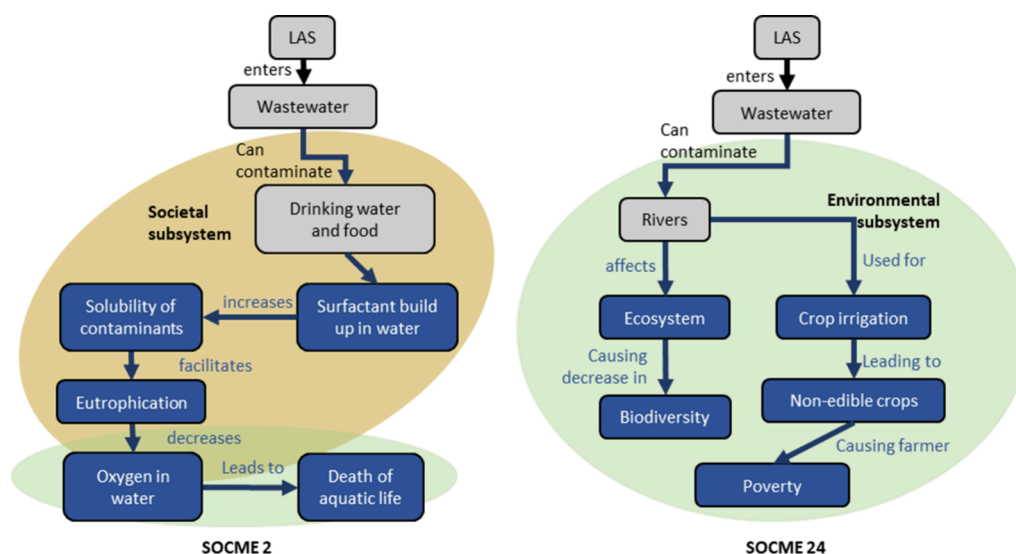 LAS
enters
Wastewater
Can
contaminate
Drinking water
and food
Societal
subsystem
Surfactant build
up in water
increases
Solubility of
contaminants
facilitates
Eutrophication
decreases
Oxygen in
water
Leads to
Death of
aquatic life
SOCME 2
LAS
enters
Wastewater
Can
contaminate
Rivers
Environmental
subsystem
affects
Used for
Ecosystem
Crop irrigation
Causing
decrease in
Leading to
Biodiversity
Non-edible crops
Causing farmer
Poverty
SOCME 24